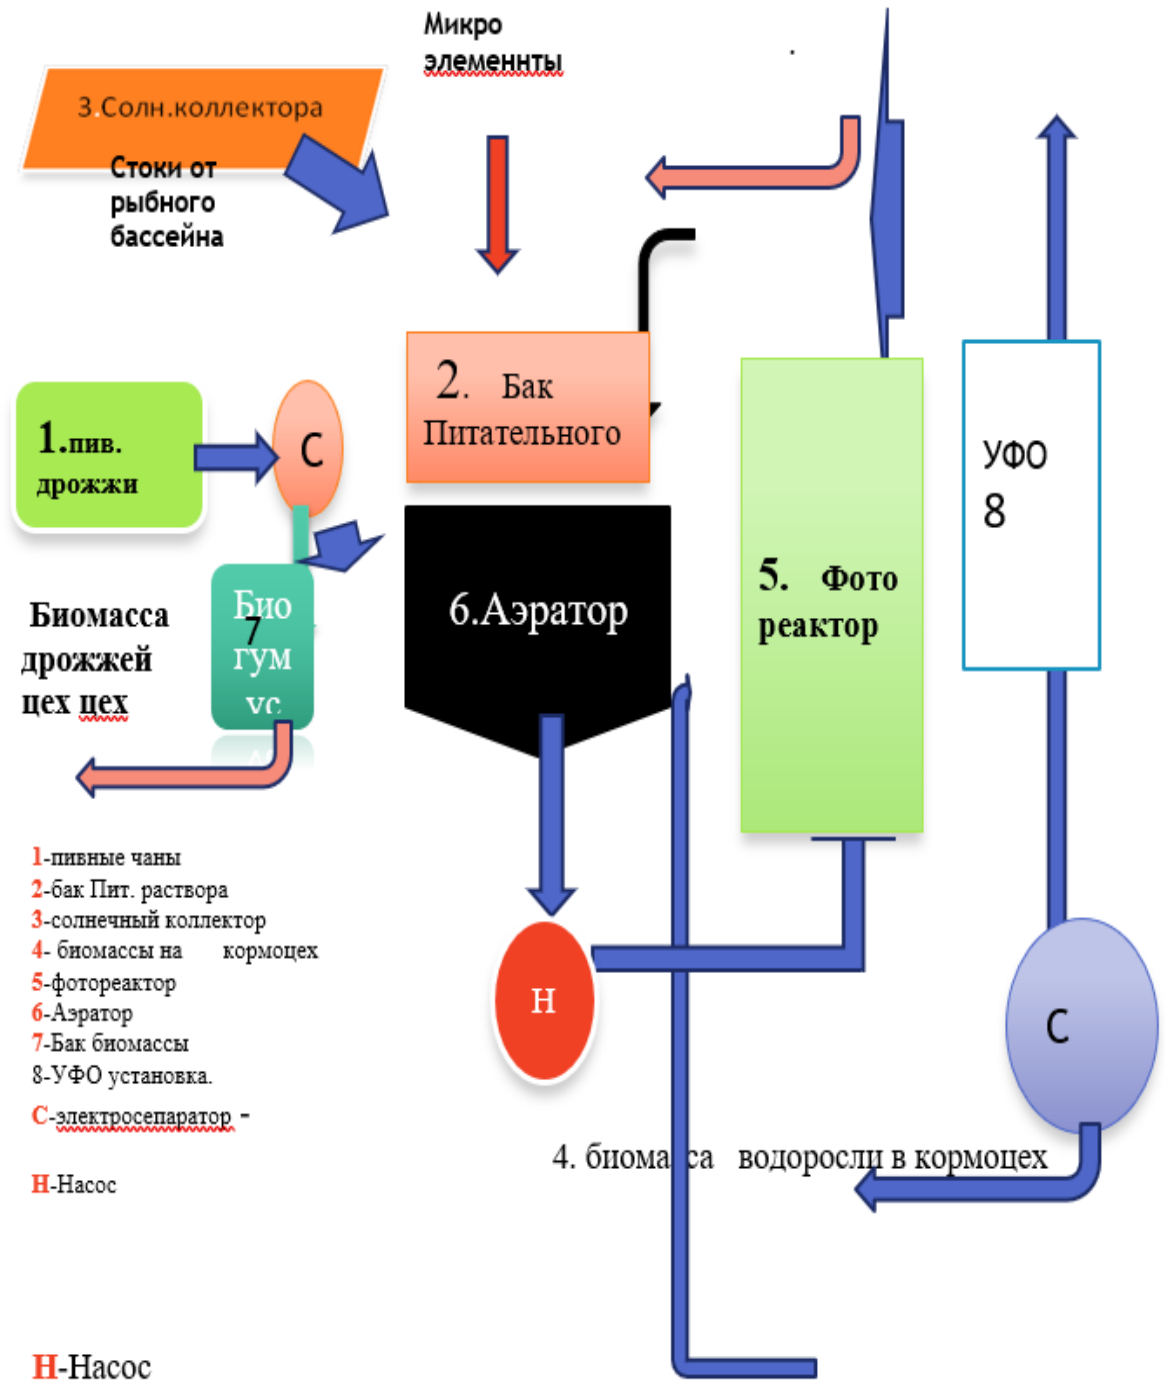 Микро
элеменнты
3.Солн.коллектора
Стоки от
рыбного
бассейна
2. Бак
Питательного
1.пив.
дрожжи
С
УФО
8
5. Фото
реактор
6.Аэратор
Био
7
гум
ус
Биомасса
дрожжей
цех цех
1-пивные чаны
2-бак Пит. раствора
3-солнечный коллектор
4- биомассы на кормоцех
5-фотореактор
6-Аэратор
7-Бак биомассы
8-УФО установка.
С-электросепаратор -
Н-Насос
Н
С
4. биомасса водоросли в кормоцех
Н-Насос